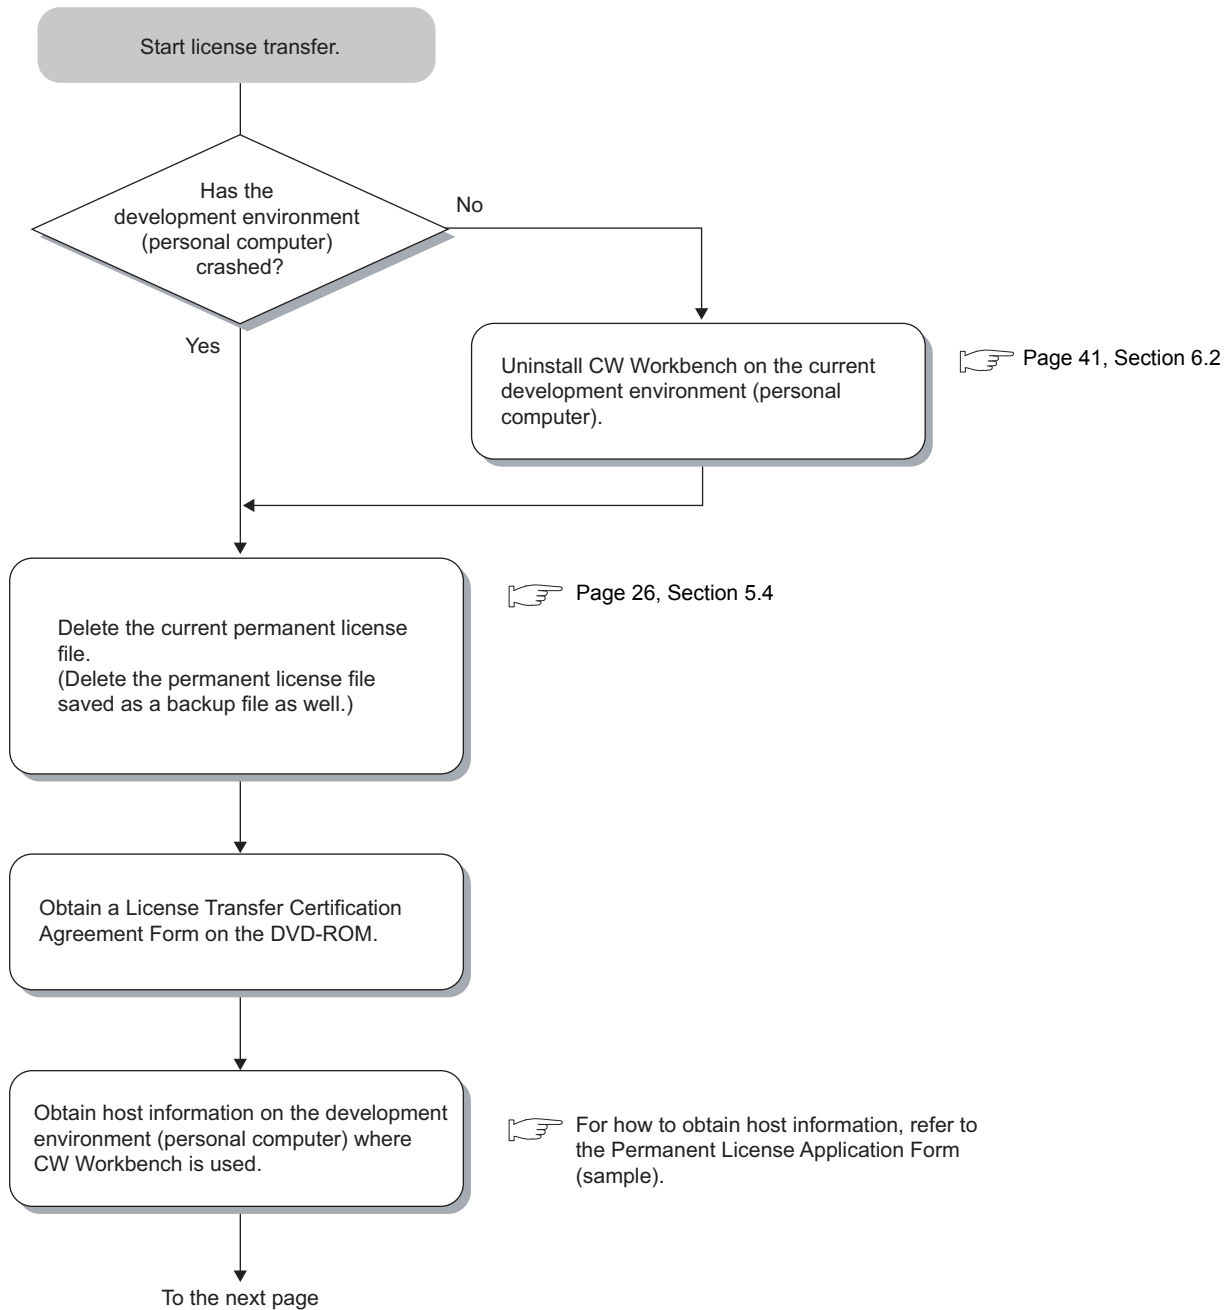 Start license transfer.
Has the
development environment
(personal computer)
crashed?
No
Yes
Uninstall CW Workbench on the current
development environment (personal
computer).
Page 41, Section 6.2
Delete the current permanent license
file.
(Delete the permanent license file
saved as a backup file as well.)
Page 26, Section 5.4
Obtain a License Transfer Certification
Agreement Form on the DVD-ROM.
Obtain host information on the development
environment (personal computer) where
CW Workbench is used.
For how to obtain host information, refer to
the Permanent License Application Form
(sample).
To the next page